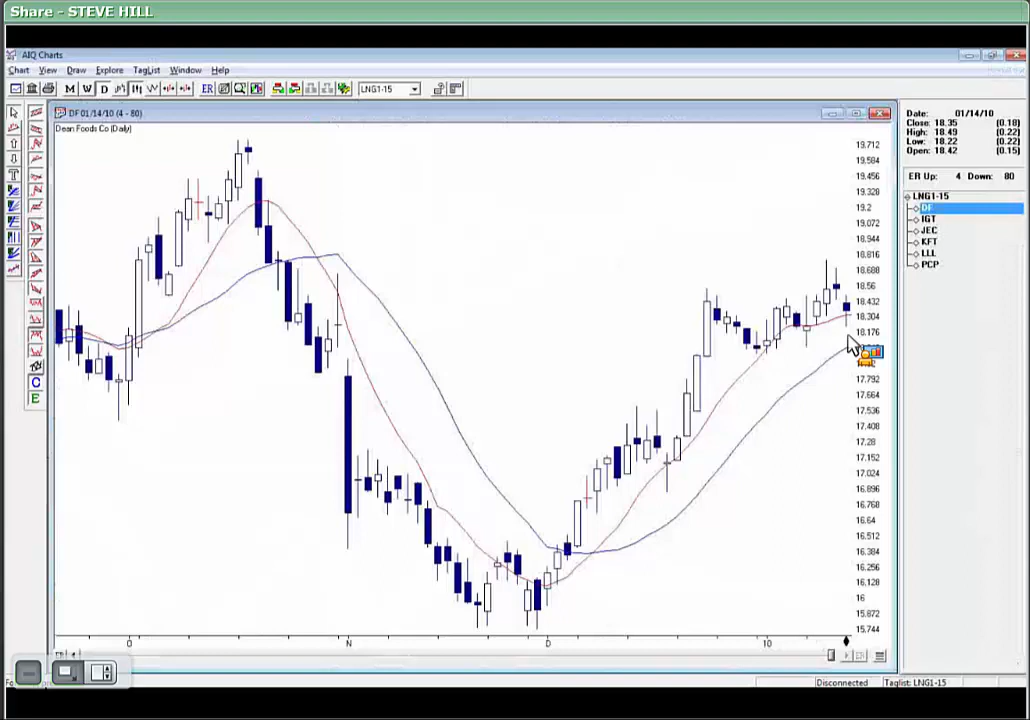 Share - STEVE HILL
AIQ Charts
Chart View Draw Explore TagList Window Help
M W D ER LNG1-15
DF 01/14/10 (4 - 80)
Dean Foods Co (Daily)
19.712
19.584
19.456
19.328
19.2
19.072
18.944
18.816
18.688
18.56
18.432
18.304
18.176
17.792
17.664
17.536
17.408
17.28
17.152
17.024
16.896
16.768
16.64
16.512
16.384
16.256
16.128
16
15.872
15.744
O N D 10
T
C
E
Date: 01/14/10
Close: 18.35 (0.18)
High: 18.49 (0.22)
Low: 18.22 (0.22)
Open: 18.42 (0.15)
ER Up: 4 Down: 80
LNG1-15
DF
IGT
JEC
KFT
LLL
PCP
Disconnected
Taglist: LNG1-15